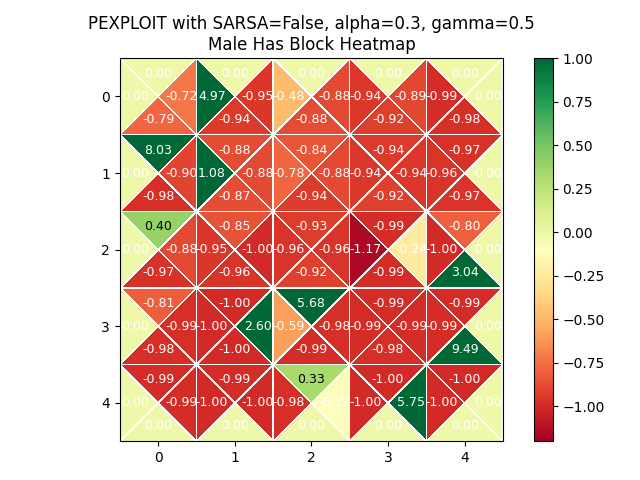 PEXPLOIT with SARSA=False, alpha=0.3, gamma=0.5
Male Has Block Heatmap
0.00 0.00 0.00 0.00 0.00
0 0.00 -0.72 4.97 -0.95 -0.48 -0.88 -0.94 -0.89 -0.99 0.00
-0.79 -0.94 -0.88 -0.92 -0.98
8.03 -0.88 -0.84 -0.94 -0.97
1 0.00 -0.90 1.08 -0.88 -0.78 -0.88 -0.94 -0.94 -0.96 0.00
-0.98 -0.87 -0.94 -0.92 -0.97
0.40 -0.85 -0.93 -0.99 -0.80
2 0.00 -0.88 -0.95 -1.00 -0.96 -0.96 -1.17 -0.24 -1.00 0.00
-0.97 -0.96 -0.92 -0.99 3.04
-0.81 -1.00 5.68 -0.99 -0.99
3 0.00 -0.99 -1.00 2.60 -0.59 -0.98 -0.99 -0.99 -0.99 0.00
-0.98 -1.00 -0.99 -0.98 9.49
-0.99 -0.99 0.33 -1.00 -1.00
4 0.00 -0.99 -1.00 -1.00 -0.98 -1.00 5.75 -1.00 0.00
0.00 0.00 0.00 0.00 0.00
0 1 2 3 4
1.00
0.75
0.50
0.25
0.00
−0.25
−0.50
−0.75
−1.00